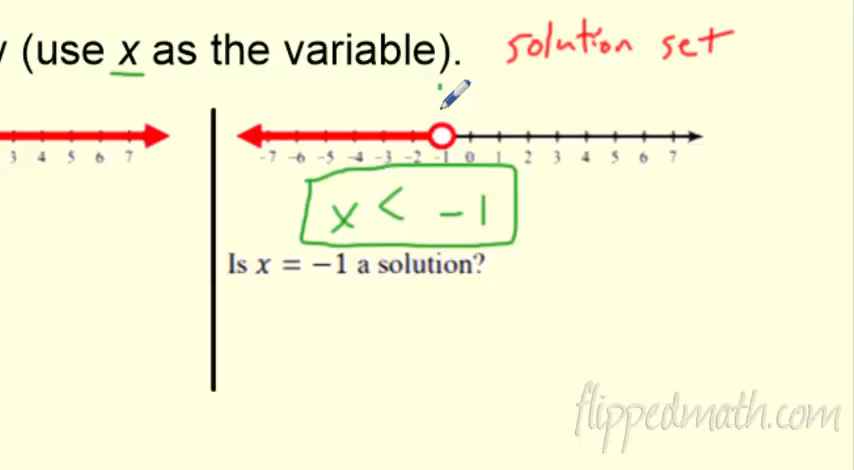 y (use x as the variable). solution set
3 4 5 6 7
-7 -6 -5 -4 -3 -2 -1 0 1 2 3 4 5 6 7
x < -1
Is x = −1 a solution?
flippedmath.com